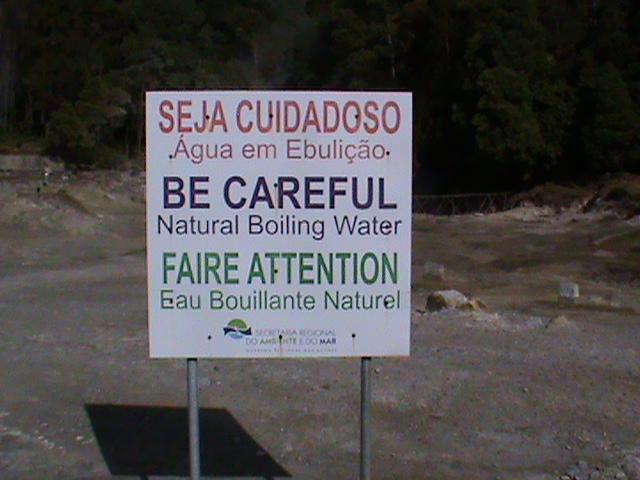 SEJA CUIDADOSO
Água em Ebulição
BE CAREFUL
Natural Boiling Water
FAIRE ATTENTION
Eau Bouillante Naturel
SECRETARIA REGIONAL
DO AMBIENTE E DO MAR